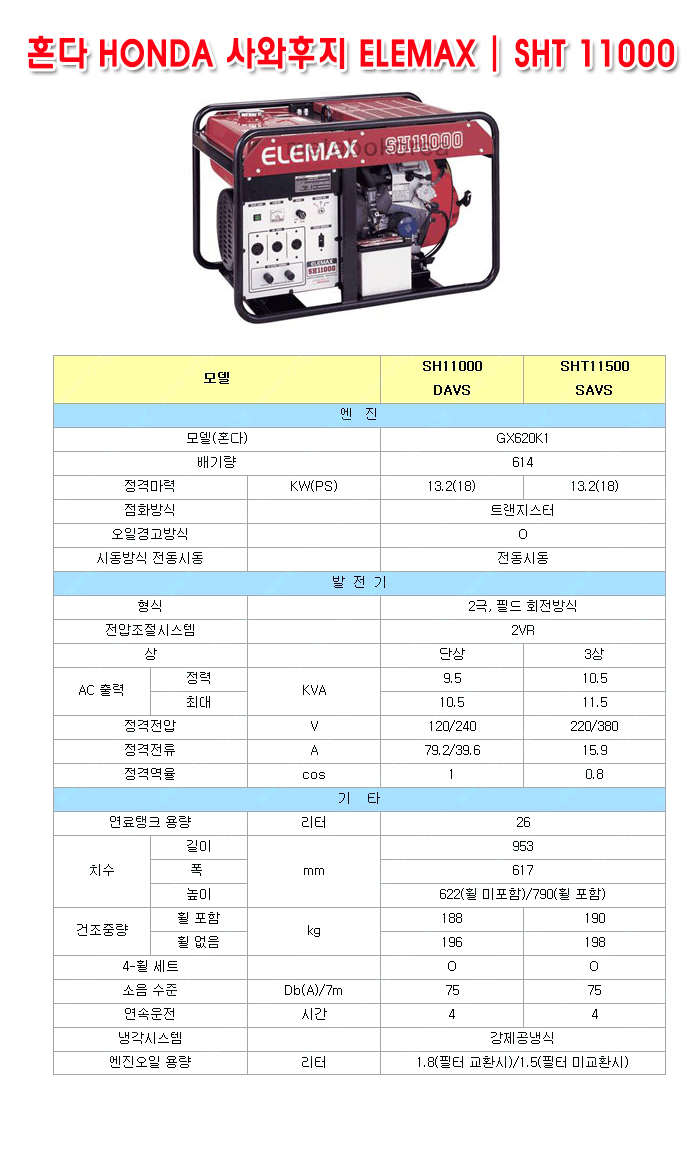 혼다 HONDA 사와후지 ELEMAX | SHT 11000
ELEMAX
SH11000
ELEMAX
SH11000
모델 SH11000 DAVS SHT11500 SAVS
엔 진
모델(혼다) GX620K1
배기량 614
정격마력 KW(PS) 13.2(18) 13.2(18)
점화방식 트랜지스터
오일경고방식 O
시동방식 전동시동 전동시동
발 전 기
형식 2극, 필드 회전방식
전압조절시스템 2VR
상 단상 3상
AC 출력 정력 KVA 9.5 10.5
최대 10.5 11.5
정격전압 V 120/240 220/380
정격전류 A 79.2/39.6 15.9
정격역율 cos 1 0.8
기 타
연료탱크 용량 리터 26
치수 길이 mm 953
폭 617
높이 622(휠 미포함)/790(휠 포함)
건조중량 휠 포함 kg 188 190
휠 없음 196 198
4-휠 세트 O O
소음 수준 Db(A)/7m 75 75
연속운전 시간 4 4
냉각시스템 강제공냉식
엔진오일 용량 리터 1.8(필터 교환시)/1.5(필터 미교환시)